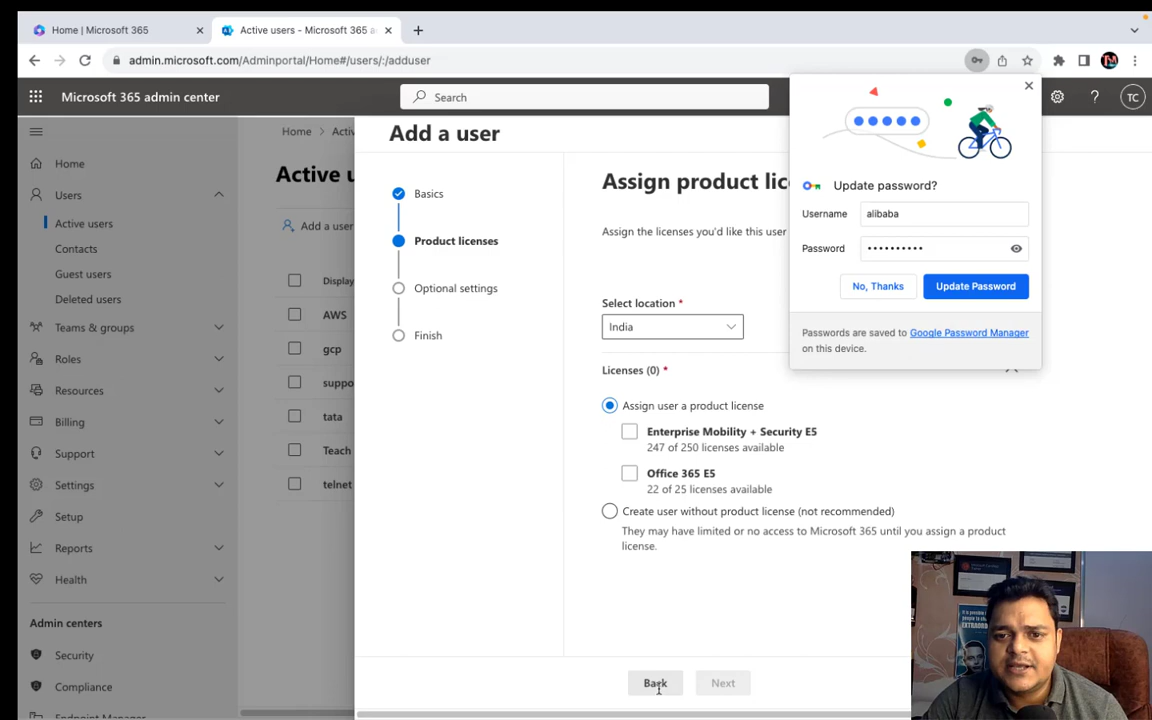 Home | Microsoft 365
Active users - Microsoft 365 a
admin.microsoft.com/Adminportal/Home#/users/:/adduser
Microsoft 365 admin center
Search
TC
Home
Users
Active users
Contacts
Guest users
Deleted users
Teams & groups
Roles
Resources
Billing
Support
Settings
Setup
Reports
Health
Admin centers
Security
Compliance
Endpoint Manager
Home > Activ
Active u
Add a user
Display
AWS
gcp
suppo
tata
Teach
telnet
Add a user
Basics
Product licenses
Optional settings
Finish
Assign product lic
Assign the licenses you'd like this user
Select location *
India
Licenses (0) *
Assign user a product license
Enterprise Mobility + Security E5
247 of 250 licenses available
Office 365 E5
22 of 25 licenses available
Create user without product license (not recommended)
They may have limited or no access to Microsoft 365 until you assign a product
license.
Back
Next
Update password?
Username alibaba
Password ••••••••••
No, Thanks
Update Password
Passwords are saved to Google Password Manager
on this device.